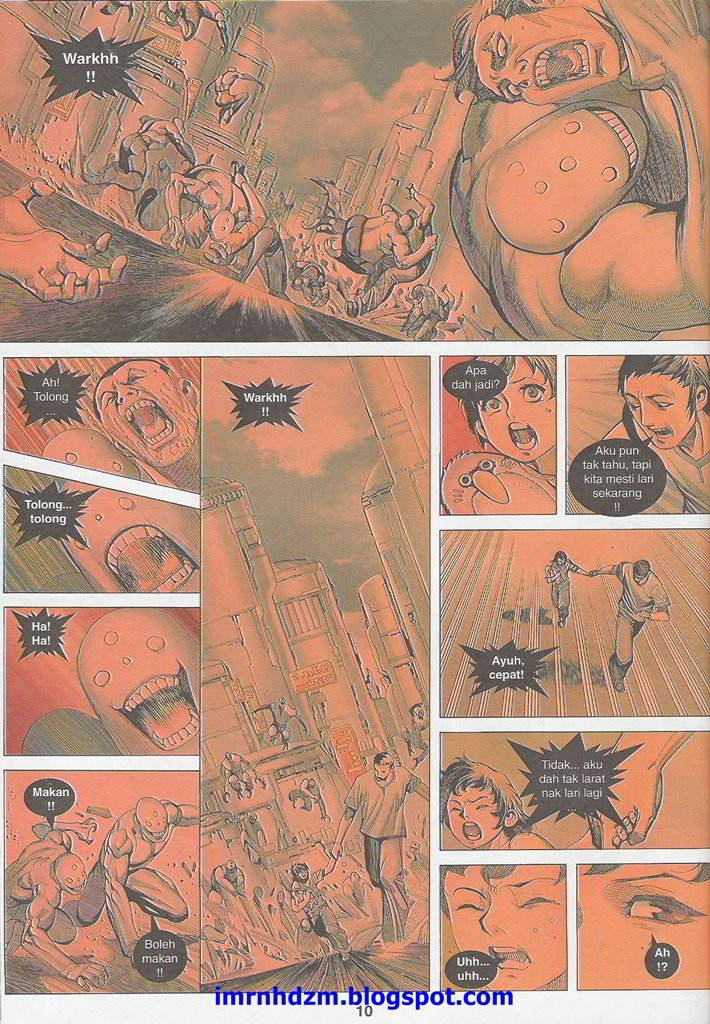 Warkhh
!!
Ah!
Tolong
...
Tolong...
tolong
Ha!
Ha!
Makan
!!
Boleh
makan
!!
Warkhh
!!
Apa
dah jadi?
Aku pun
tak tahu, tapi
kita mesti lari
sekarang
!!
Ayuh,
cepat!
Tidak... aku
dah tak larat
nak lari lagi
...
Uhh...
uhh...
Ah
!?
imrnhdzm.blogspot.com
10